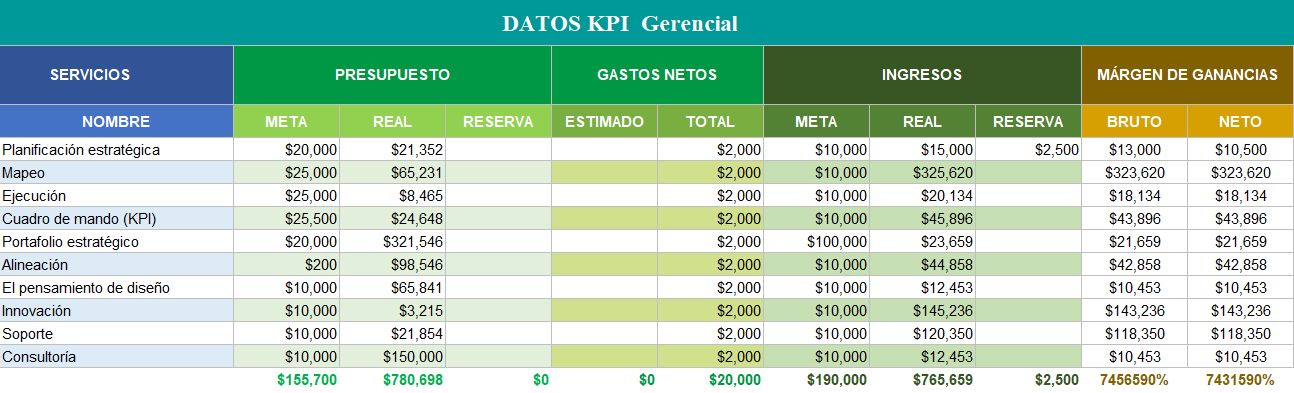 DATOS KPI  Gerencial
SERVICIOS PRESUPUESTO GASTOS NETOS INGRESOS MÁRGEN DE GANANCIAS
NOMBRE META REAL RESERVA ESTIMADO TOTAL META REAL RESERVA BRUTO NETO
Planificación estratégica $20,000 $21,352 $2,000 $10,000 $15,000 $2,500 $13,000 $10,500
Mapeo $25,000 $65,231 $2,000 $10,000 $325,620 $323,620 $323,620
Ejecución $25,000 $8,465 $2,000 $10,000 $20,134 $18,134 $18,134
Cuadro de mando (KPI) $25,500 $24,648 $2,000 $10,000 $45,896 $43,896 $43,896
Portafolio estratégico $20,000 $321,546 $2,000 $100,000 $23,659 $21,659 $21,659
Alineación $200 $98,546 $2,000 $10,000 $44,858 $42,858 $42,858
El pensamiento de diseño $10,000 $65,841 $2,000 $10,000 $12,453 $10,453 $10,453
Innovación $10,000 $3,215 $2,000 $10,000 $145,236 $143,236 $143,236
Soporte $10,000 $21,854 $2,000 $10,000 $120,350 $118,350 $118,350
Consultoría $10,000 $150,000 $2,000 $10,000 $12,453 $10,453 $10,453
$155,700 $780,698 $0 $0 $20,000 $190,000 $765,659 $2,500 7456590% 7431590%